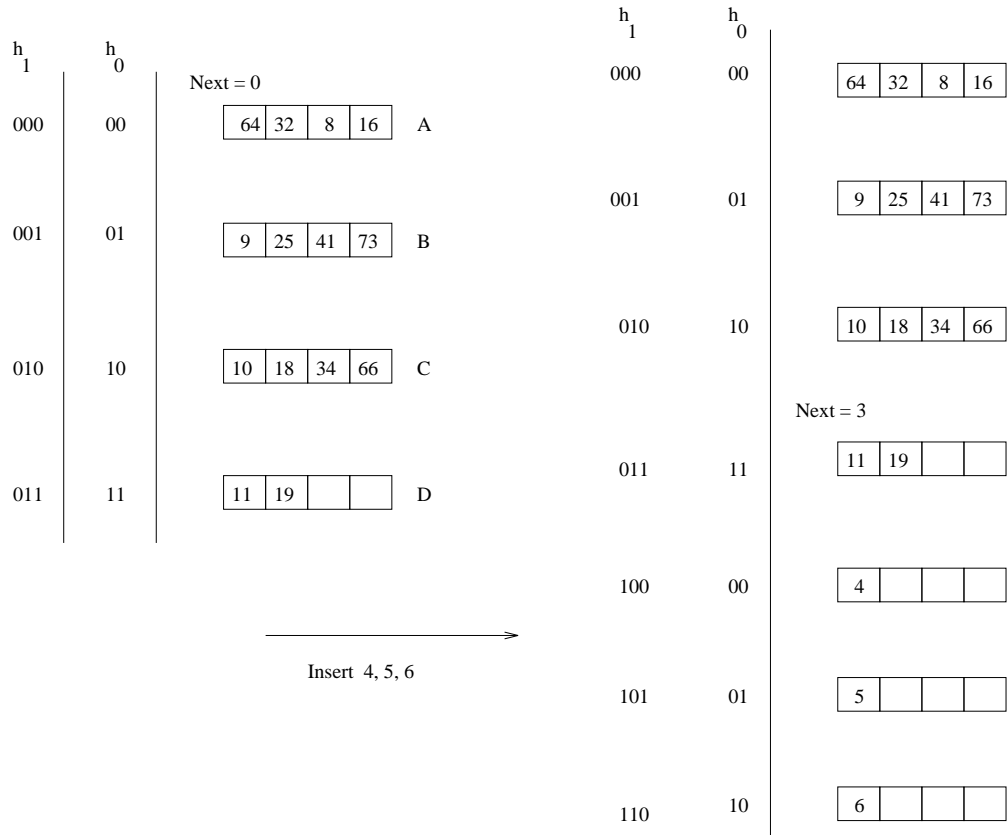 h1 h0
Next = 0
000 00 64 32 8 16 A
001 01 9 25 41 73 B
010 10 10 18 34 66 C
011 11 11 19 D
Insert 4, 5, 6
h1 h0
000 00 64 32 8 16
001 01 9 25 41 73
010 10 10 18 34 66
Next = 3
011 11 11 19
100 00 4
101 01 5
110 10 6